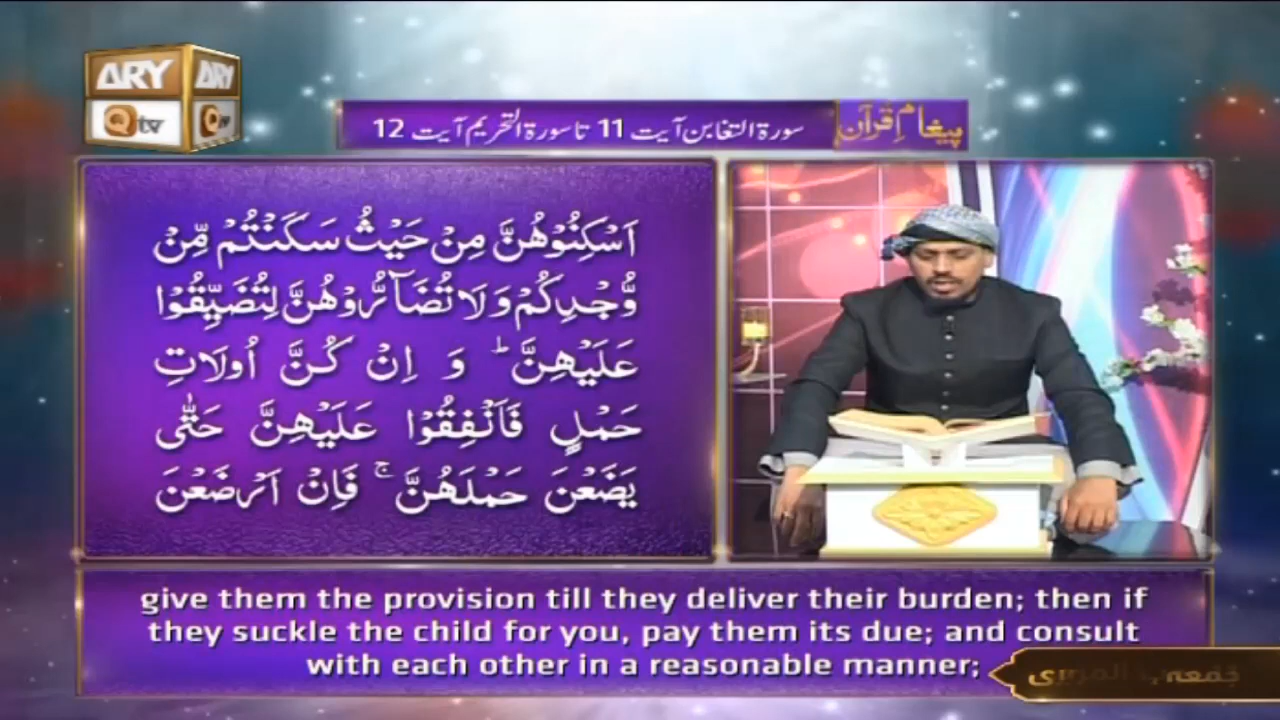 ARY
ARY
Qtv
پیغامِ قرآن
سورۃ التغابن آیت 11 تا سورۃ التحریم آیت 12
اَسْكِنُوْهُنَّ مِنْ حَيْثُ سَكَنْتُمْ مِّنْ
وُّجْدِكُمْ وَلَا تُضَآرُّوْهُنَّ لِتُضَيِّقُوْا
عَلَيْهِنَّ ؕ وَ اِنْ كُنَّ اُولَاتِ
حَمْلٍ فَاَنْفِقُوْا عَلَيْهِنَّ حَتّٰى
يَضَعْنَ حَمْلَهُنَّ ۚ فَاِنْ اَرْضَعْنَ
give them the provision till they deliver their burden; then if
they suckle the child for you, pay them its due; and consult
with each other in a reasonable manner;